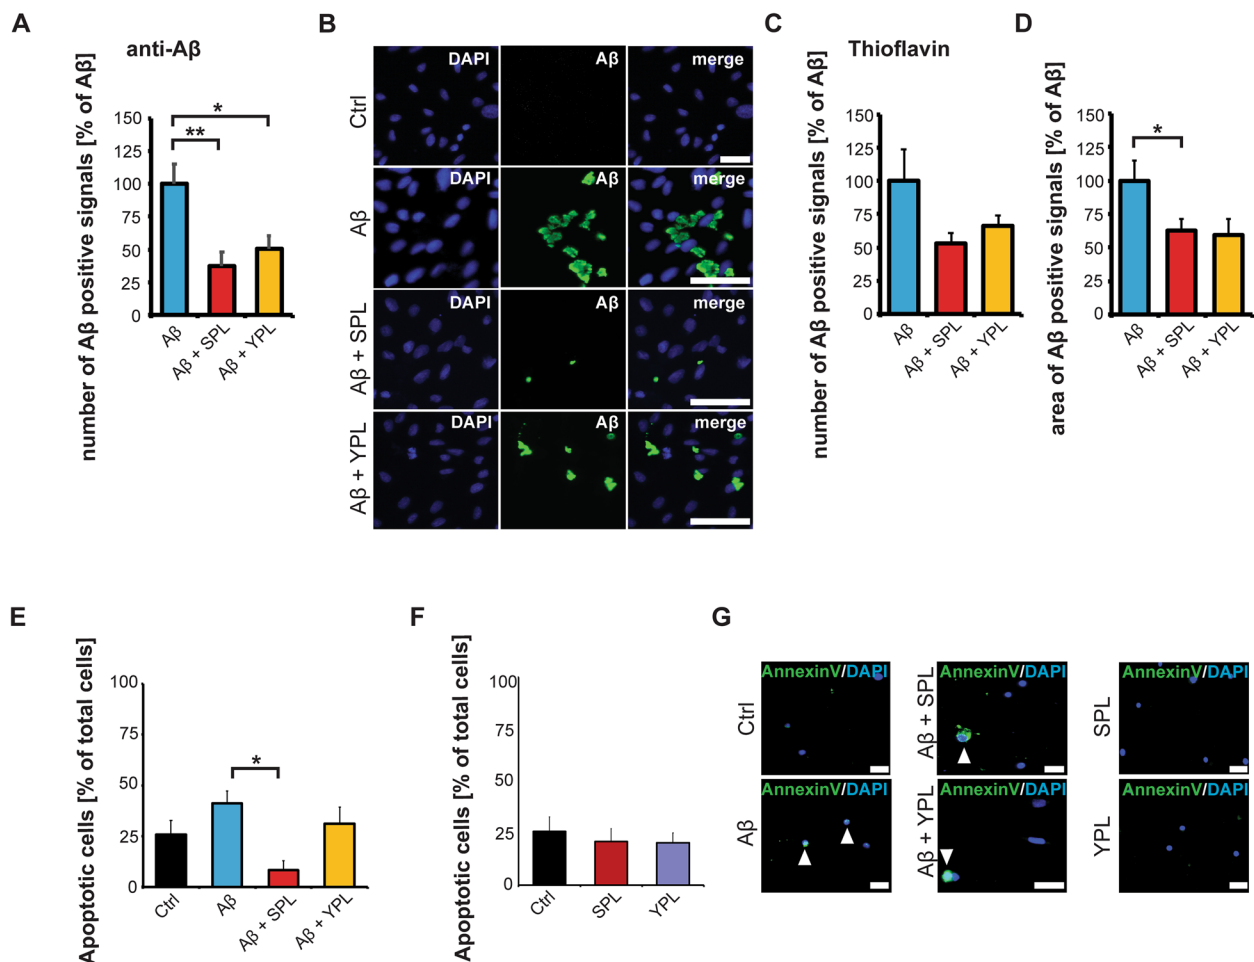 A
anti-Aβ
number of Aβ positive signals [% of Aβ]
150
125
100
75
50
25
0
*
**
Aβ
Aβ + SPL
Aβ + YPL
B
Ctrl
DAPI
Aβ
merge
Aβ
DAPI
Aβ
merge
Aβ + SPL
DAPI
Aβ
merge
Aβ + YPL
DAPI
Aβ
merge
C
Thioflavin
number of Aβ positive signals [% of Aβ]
150
125
100
75
50
25
0
Aβ
Aβ + SPL
Aβ + YPL
D
area of Aβ positive signals [% of Aβ]
150
125
100
75
50
25
0
*
Aβ
Aβ + SPL
Aβ + YPL
E
Apoptotic cells [% of total cells]
100
75
50
25
0
*
Ctrl
Aβ
Aβ + SPL
Aβ + YPL
F
Apoptotic cells [% of total cells]
100
75
50
25
0
Ctrl
SPL
YPL
G
Ctrl
AnnexinV/DAPI
Aβ + SPL
AnnexinV/DAPI
SPL
AnnexinV/DAPI
Aβ
AnnexinV/DAPI
Aβ + YPL
AnnexinV/DAPI
YPL
AnnexinV/DAPI